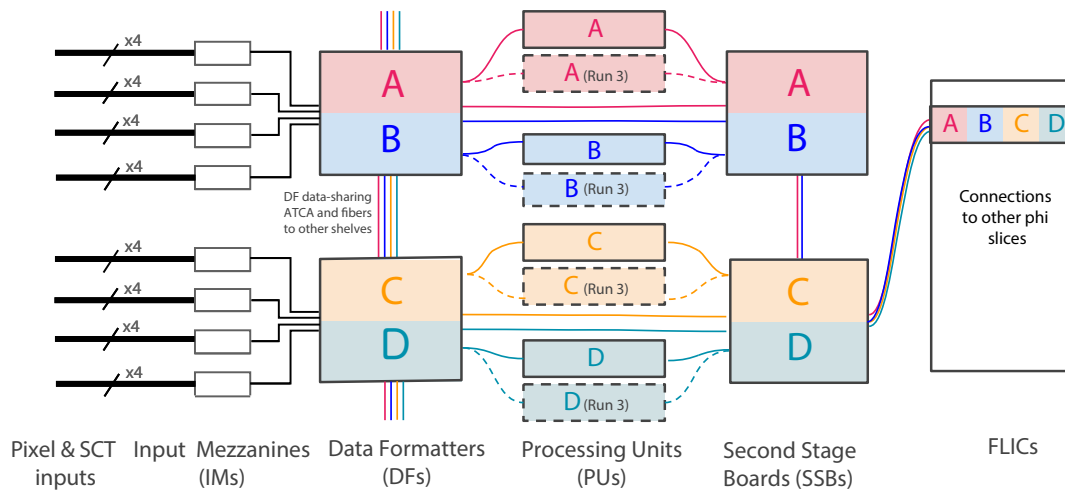 x4
x4
x4
x4
x4
x4
x4
x4
A
B
C
D
DF data-sharing
ATCA and fibers
to other shelves
A
A (Run 3)
B
B (Run 3)
C
C (Run 3)
D
D (Run 3)
A
B
C
D
A B C D
Connections
to other phi
slices
Pixel & SCT
inputs
Input Mezzanines
(IMs)
Data Formatters
(DFs)
Processing Units
(PUs)
Second Stage
Boards (SSBs)
FLICs